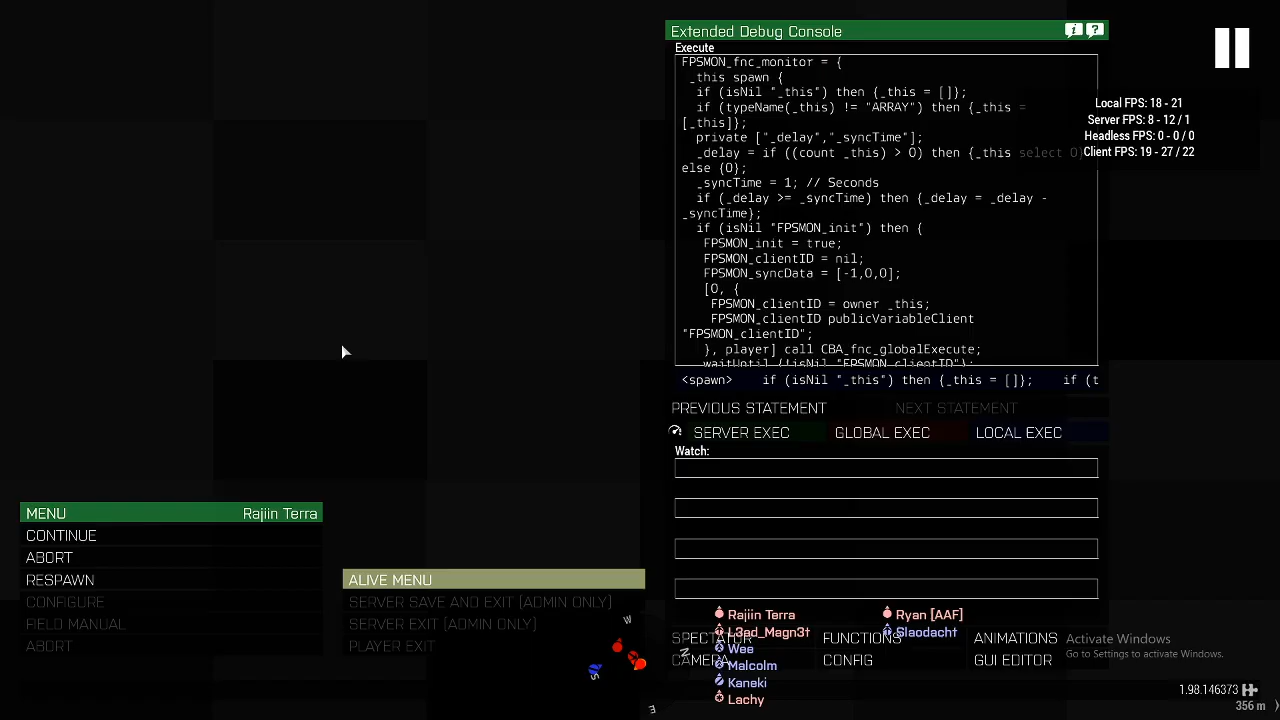 Extended Debug Console
Execute
FPSMON_fnc_monitor = {
_this spawn {
if (isNil "_this") then {_this = []};
if (typeName(_this) != "ARRAY") then {_this =
[_this]};
private ["_delay","_syncTime"];
_delay = if ((count _this) > 0) then {_this select 0}
else {0};
_syncTime = 1; // Seconds
if (_delay >= _syncTime) then {_delay = _delay -
_syncTime};
if (isNil "FPSMON_init") then {
FPSMON_init = true;
FPSMON_clientID = nil;
FPSMON_syncData = [-1,0,0];
[0, {
FPSMON_clientID = owner _this;
FPSMON_clientID publicVariableClient
"FPSMON_clientID";
}, player] call CBA_fnc_globalExecute;
waitUntil {!isNil "FPSMON_clientID"};
<spawn> if (isNil "_this") then {_this = []}; if (t
PREVIOUS STATEMENT NEXT STATEMENT
SERVER EXEC GLOBAL EXEC LOCAL EXEC
Watch:
Local FPS: 18 - 21
Server FPS: 8 - 12 / 1
Headless FPS: 0 - 0 / 0
Client FPS: 19 - 27 / 22
MENU Rajiin Terra
CONTINUE
ABORT
RESPAWN
CONFIGURE
FIELD MANUAL
ABORT
ALIVE MENU
SERVER SAVE AND EXIT [ADMIN ONLY]
SERVER EXIT [ADMIN ONLY]
PLAYER EXIT
W
N
S
E
Rajiin Terra Ryan [AAF]
L3ad_Magn3t Slaodacht
Wee
Malcolm
Kaneki
Lachy
SPECTATOR FUNCTIONS ANIMATIONS
CAMERA CONFIG GUI EDITOR
Activate Windows
Go to Settings to activate Windows.
1.98.146373
356 m